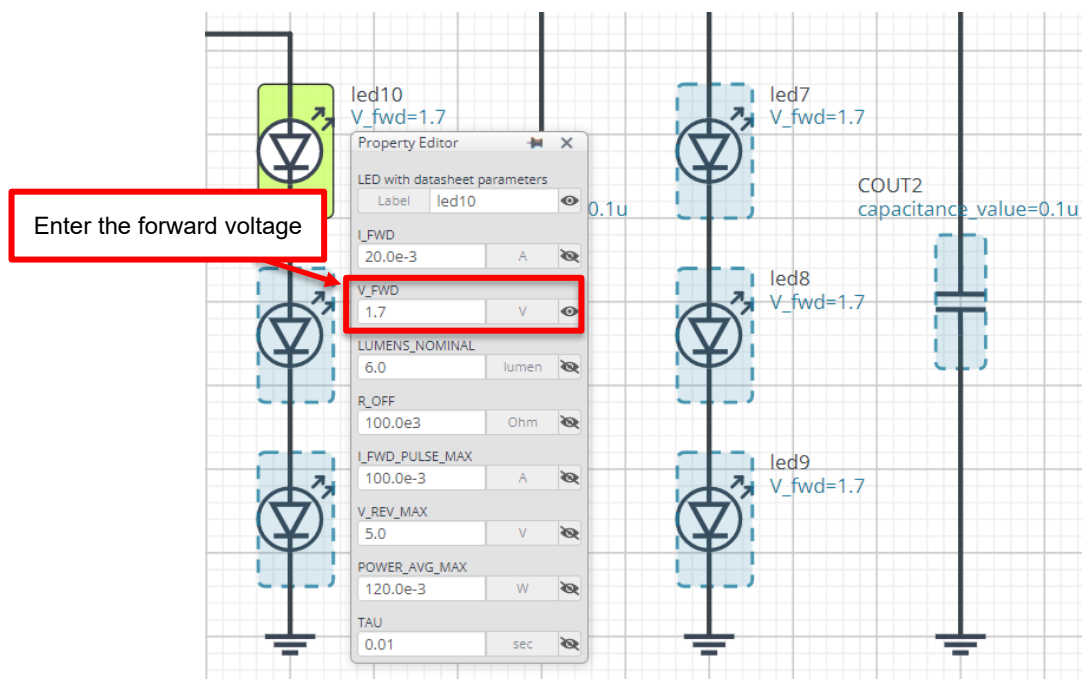 led10
V_fwd=1.7
Property Editor
LED with datasheet parameters
Label
led10
I_FWD
20.0e-3
A
V_FWD
1.7
V
LUMENS_NOMINAL
6.0
lumen
R_OFF
100.0e3
Ohm
I_FWD_PULSE_MAX
100.0e-3
A
V_REV_MAX
5.0
V
POWER_AVG_MAX
120.0e-3
W
TAU
0.01
sec
Enter the forward voltage
0.1u
led7
V_fwd=1.7
led8
V_fwd=1.7
led9
V_fwd=1.7
COUT2
capacitance_value=0.1u